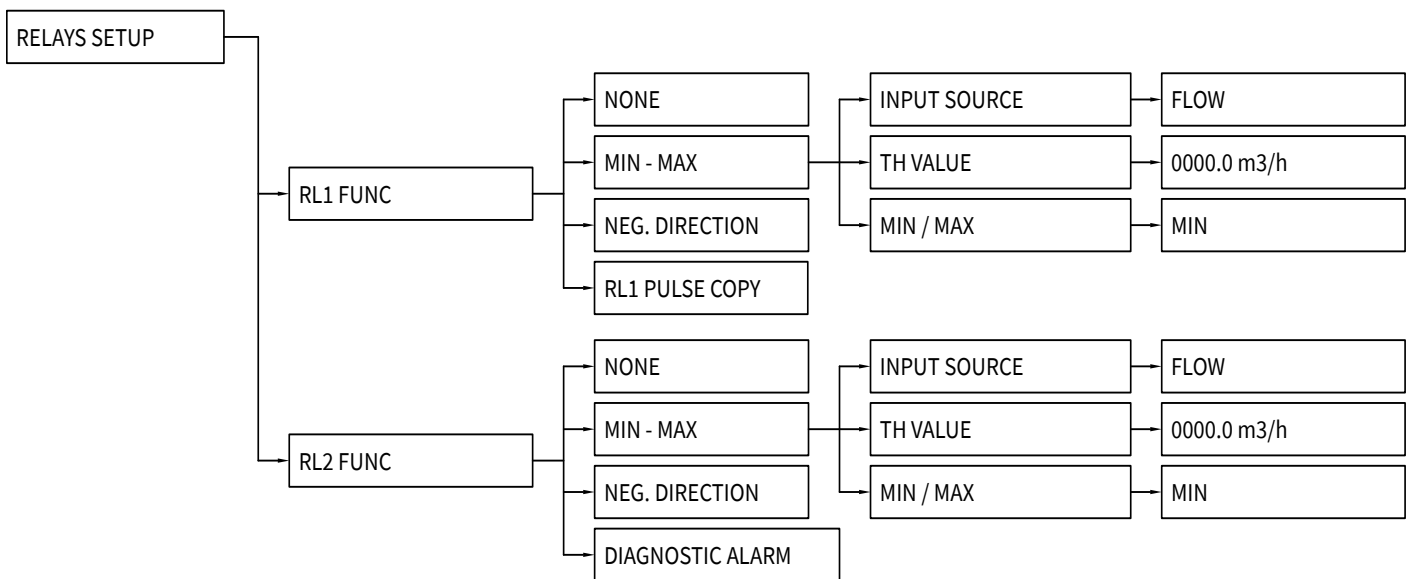 RELAYS SETUP
RL1 FUNC
NONE
MIN - MAX
INPUT SOURCE
FLOW
TH VALUE
0000.0 m3/h
MIN / MAX
MIN
NEG. DIRECTION
RL1 PULSE COPY
RL2 FUNC
NONE
MIN - MAX
INPUT SOURCE
FLOW
TH VALUE
0000.0 m3/h
MIN / MAX
MIN
NEG. DIRECTION
DIAGNOSTIC ALARM